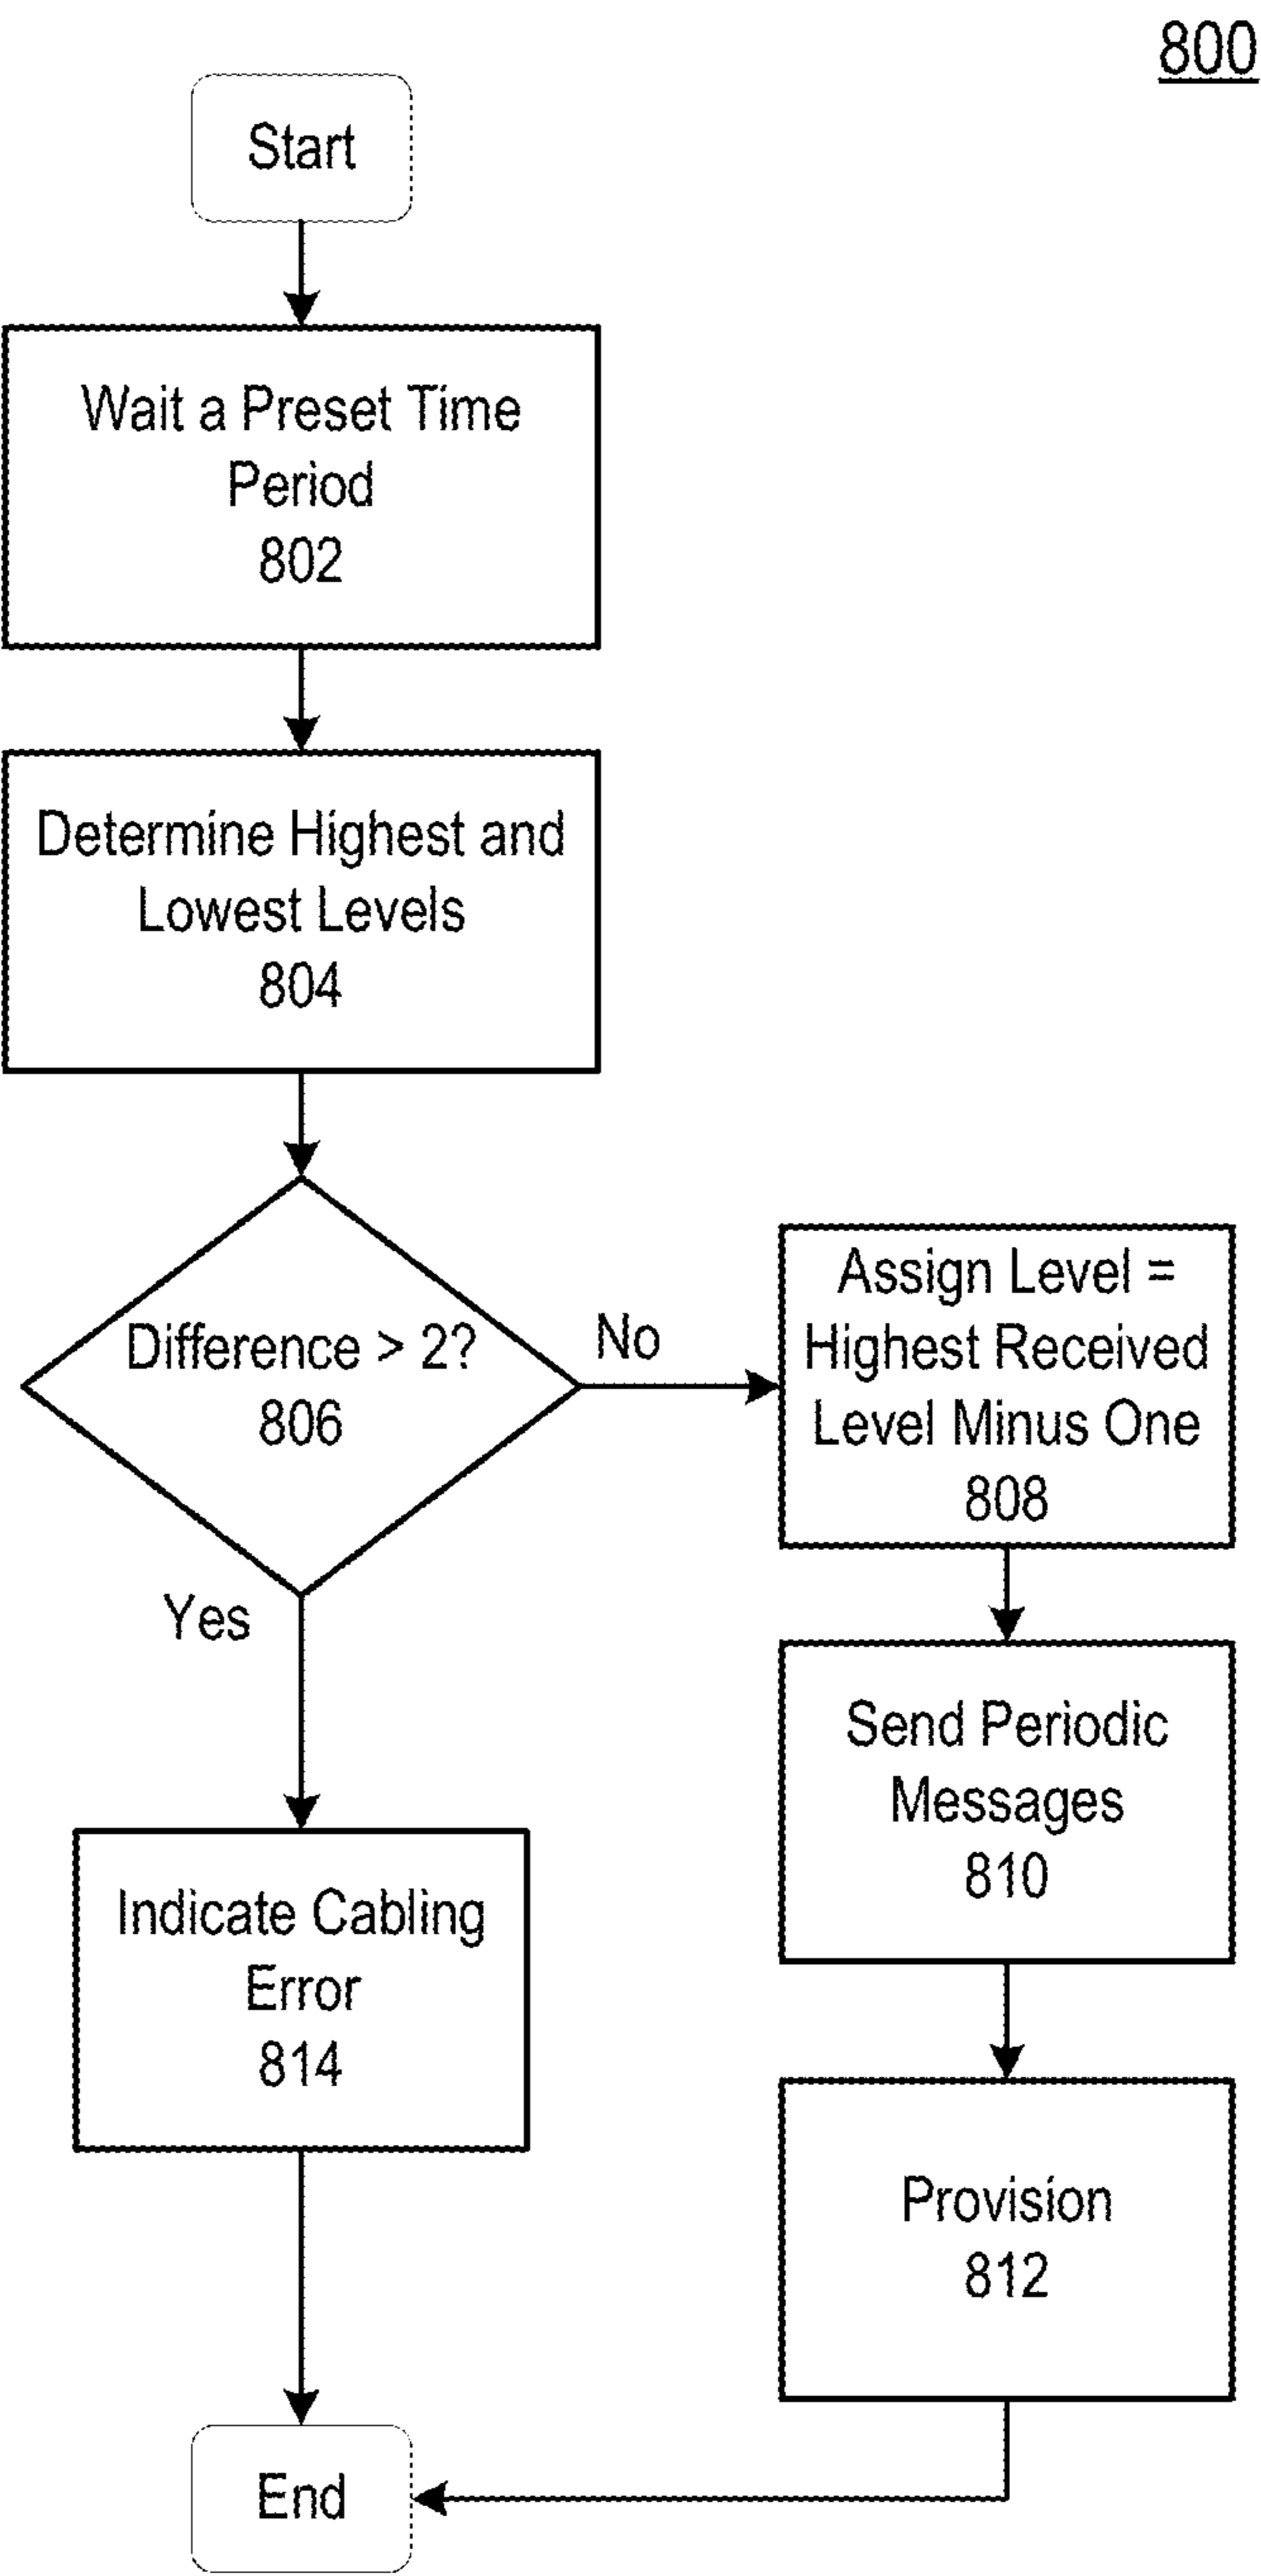 800
Start
Wait a Preset Time
Period
802
Determine Highest and
Lowest Levels
804
Difference > 2?
806
No
Yes
Assign Level =
Highest Received
Level Minus One
808
Send Periodic
Messages
810
Indicate Cabling
Error
814
Provision
812
End